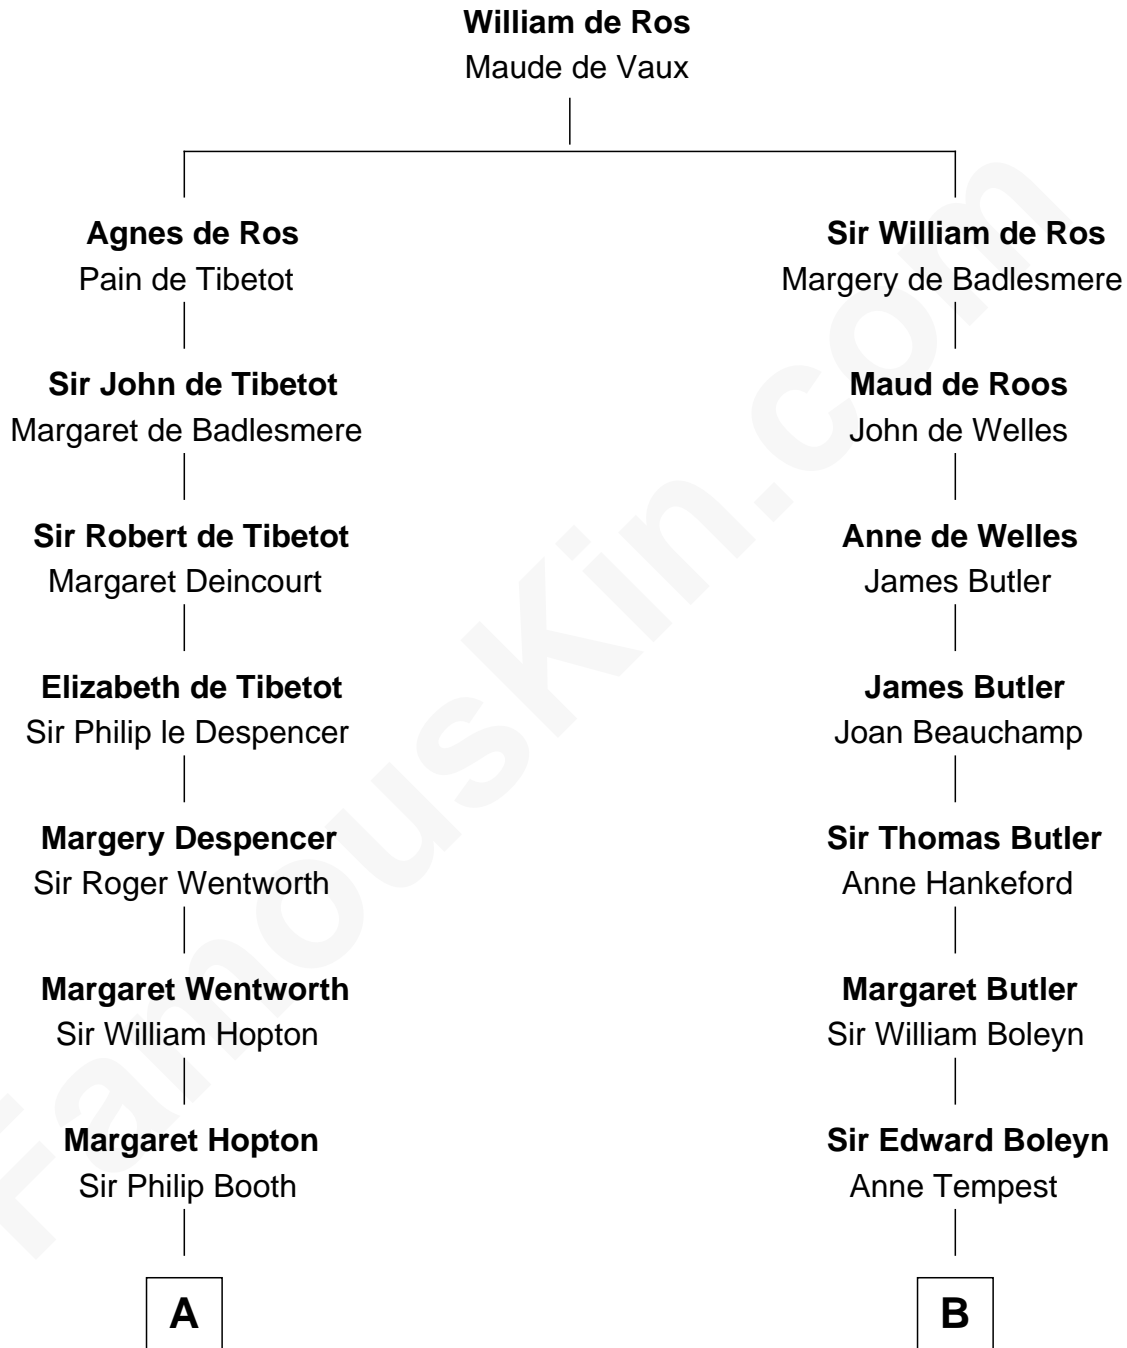 William de Ros
Maude de Vaux
Agnes de Ros
Pain de Tibetot
Sir William de Ros
Margery de Badlesmere
Sir John de Tibetot
Margaret de Badlesmere
Maud de Roos
John de Welles
Sir Robert de Tibetot
Margaret Deincourt
Anne de Welles
James Butler
Elizabeth de Tibetot
Sir Philip le Despencer
James Butler
Joan Beauchamp
Margery Despencer
Sir Roger Wentworth
Sir Thomas Butler
Anne Hankeford
Margaret Wentworth
Sir William Hopton
Margaret Butler
Sir William Boleyn
Margaret Hopton
Sir Philip Booth
Sir Edward Boleyn
Anne Tempest
A
B
FamousKin.com